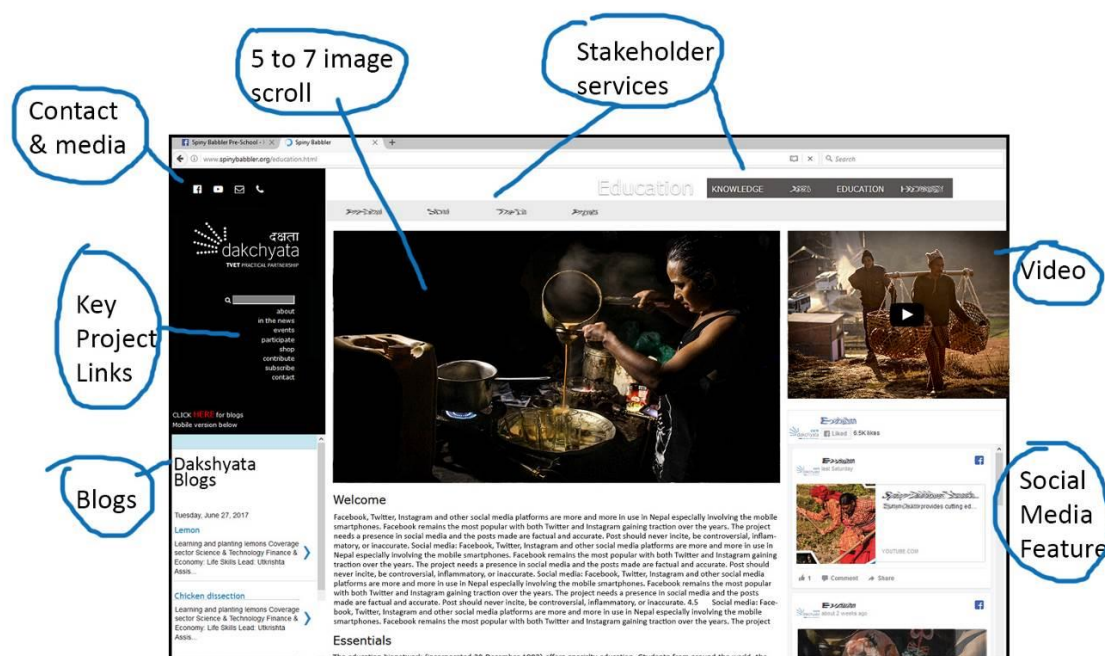 5 to 7 image
scroll
Stakeholder
services
Contact
& media
Spiny Babbler Pre-School -
Spiny Babbler
www.spinybabbler.org/education.html
Search
Education
KNOWLEDGE
EDUCATION
दक्षता
dakchyata
TVET PRACTICAL PARTNERSHIP
Key
Project
Links
about
in the news
events
participate
shop
contribute
subscribe
contact
Video
CLICK HERE for blogs
Mobile version below
Liked 6.5K likes
Blogs
Dakshyata
Blogs
Tuesday, June 27, 2017
Lemon
Learning and planting lemons Coverage
sector Science & Technology Finance &
Economy: Life Skills Lead: Utkrishta
Assis...
Chicken dissection
Learning and planting lemons Coverage
sector Science & Technology Finance &
Economy: Life Skills Lead: Utkrishta
Assis...
Welcome
Facebook, Twitter, Instagram and other social media platforms are more and more in use in Nepal especially involving the mobile
smartphones. Facebook remains the most popular with both Twitter and Instagram gaining traction over the years. The project
needs a presence in social media and the posts made are factual and accurate. Post should never incite, be controversial, inflam-
matory, or inaccurate. Social media: Facebook, Twitter, Instagram and other social media platforms are more and more in use in
Nepal especially involving the mobile smartphones. Facebook remains the most popular with both Twitter and Instagram gaining
traction over the years. The project needs a presence in social media and the posts made are factual and accurate. Post should
never incite, be controversial, inflammatory, or inaccurate. Social media: Facebook, Twitter, Instagram and other social media
platforms are more and more in use in Nepal especially involving the mobile smartphones. Facebook remains the most popular
with both Twitter and Instagram gaining traction over the years. The project needs a presence in social media and the posts
made are factual and accurate. Post should never incite, be controversial, inflammatory, or inaccurate. 4.5 Social media: Face-
book, Twitter, Instagram and other social media platforms are more and more in use in Nepal especially involving the mobile
smartphones. Facebook remains the most popular with both Twitter and Instagram gaining traction over the years. The project
Essentials
last Saturday
provides cutting ed...
YOUTUBE.COM
1 Comment Share
about 2 weeks ago
Social
Media
Feature